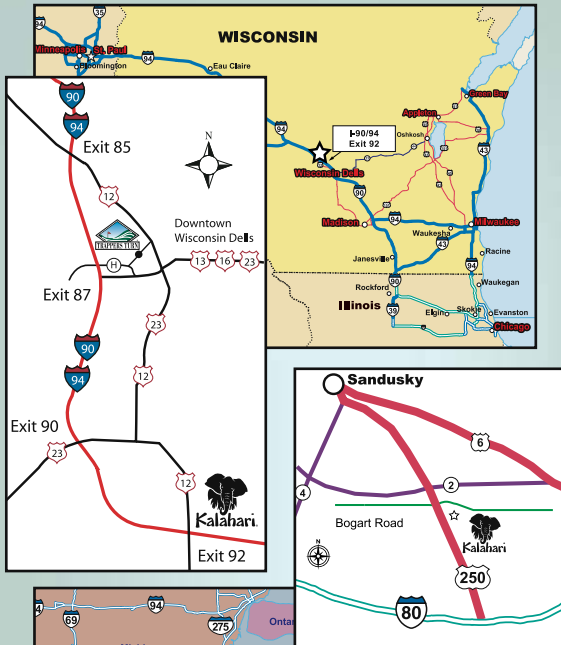 35
94
WISCONSIN
Minneapolis
St. Paul
94
Bloomington
Eau Claire
Green Bay
Appleton
Oshkosh
94
I-90/94
Exit 92
43
Wisconsin Dells
90
Madison
94
Milwaukee
Waukesha
43
Janesville
94
Racine
90
Rockford
Waukegan
Illinois
39
Elgin
Skokie
Evanston
Chicago
90
94
Exit 85
N
12
TRAPPERS TURN
Downtown
Wisconsin Dells
H
13
16
23
Exit 87
23
90
94
12
Exit 90
23
12
Kalahari
Exit 92
Sandusky
6
4
2
Bogart Road
N
Kalahari
250
80
4
94
69
275